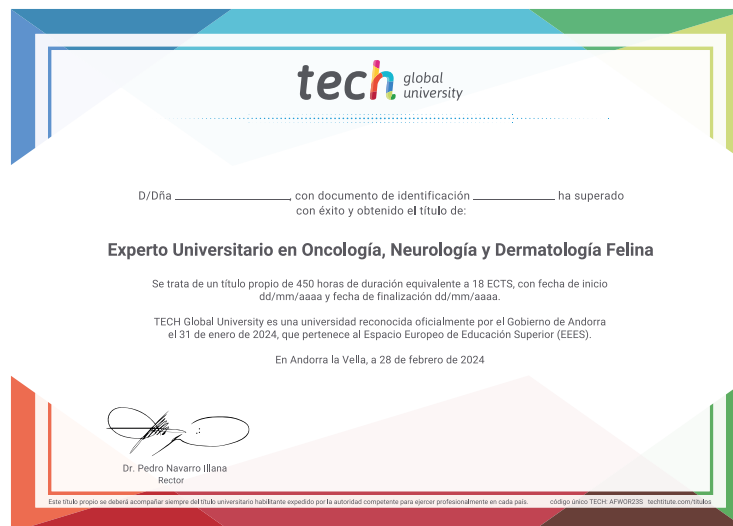 tech global university
D/Dña ________________, con documento de identificación ____________ ha superado
con éxito y obtenido el título de:
Experto Universitario en Oncología, Neurología y Dermatología Felina
Se trata de un título propio de 450 horas de duración equivalente a 18 ECTS, con fecha de inicio
dd/mm/aaaa y fecha de finalización dd/mm/aaaa.
TECH Global University es una universidad reconocida oficialmente por el Gobierno de Andorra
el 31 de enero de 2024, que pertenece al Espacio Europeo de Educación Superior (EEES).
En Andorra la Vella, a 28 de febrero de 2024
Dr. Pedro Navarro Illana
Rector
Este título propio se deberá acompañar siempre del título universitario habilitante expedido por la autoridad competente para ejercer profesionalmente en cada país. código único TECH: AFWOR23S techtitute.com/titulos